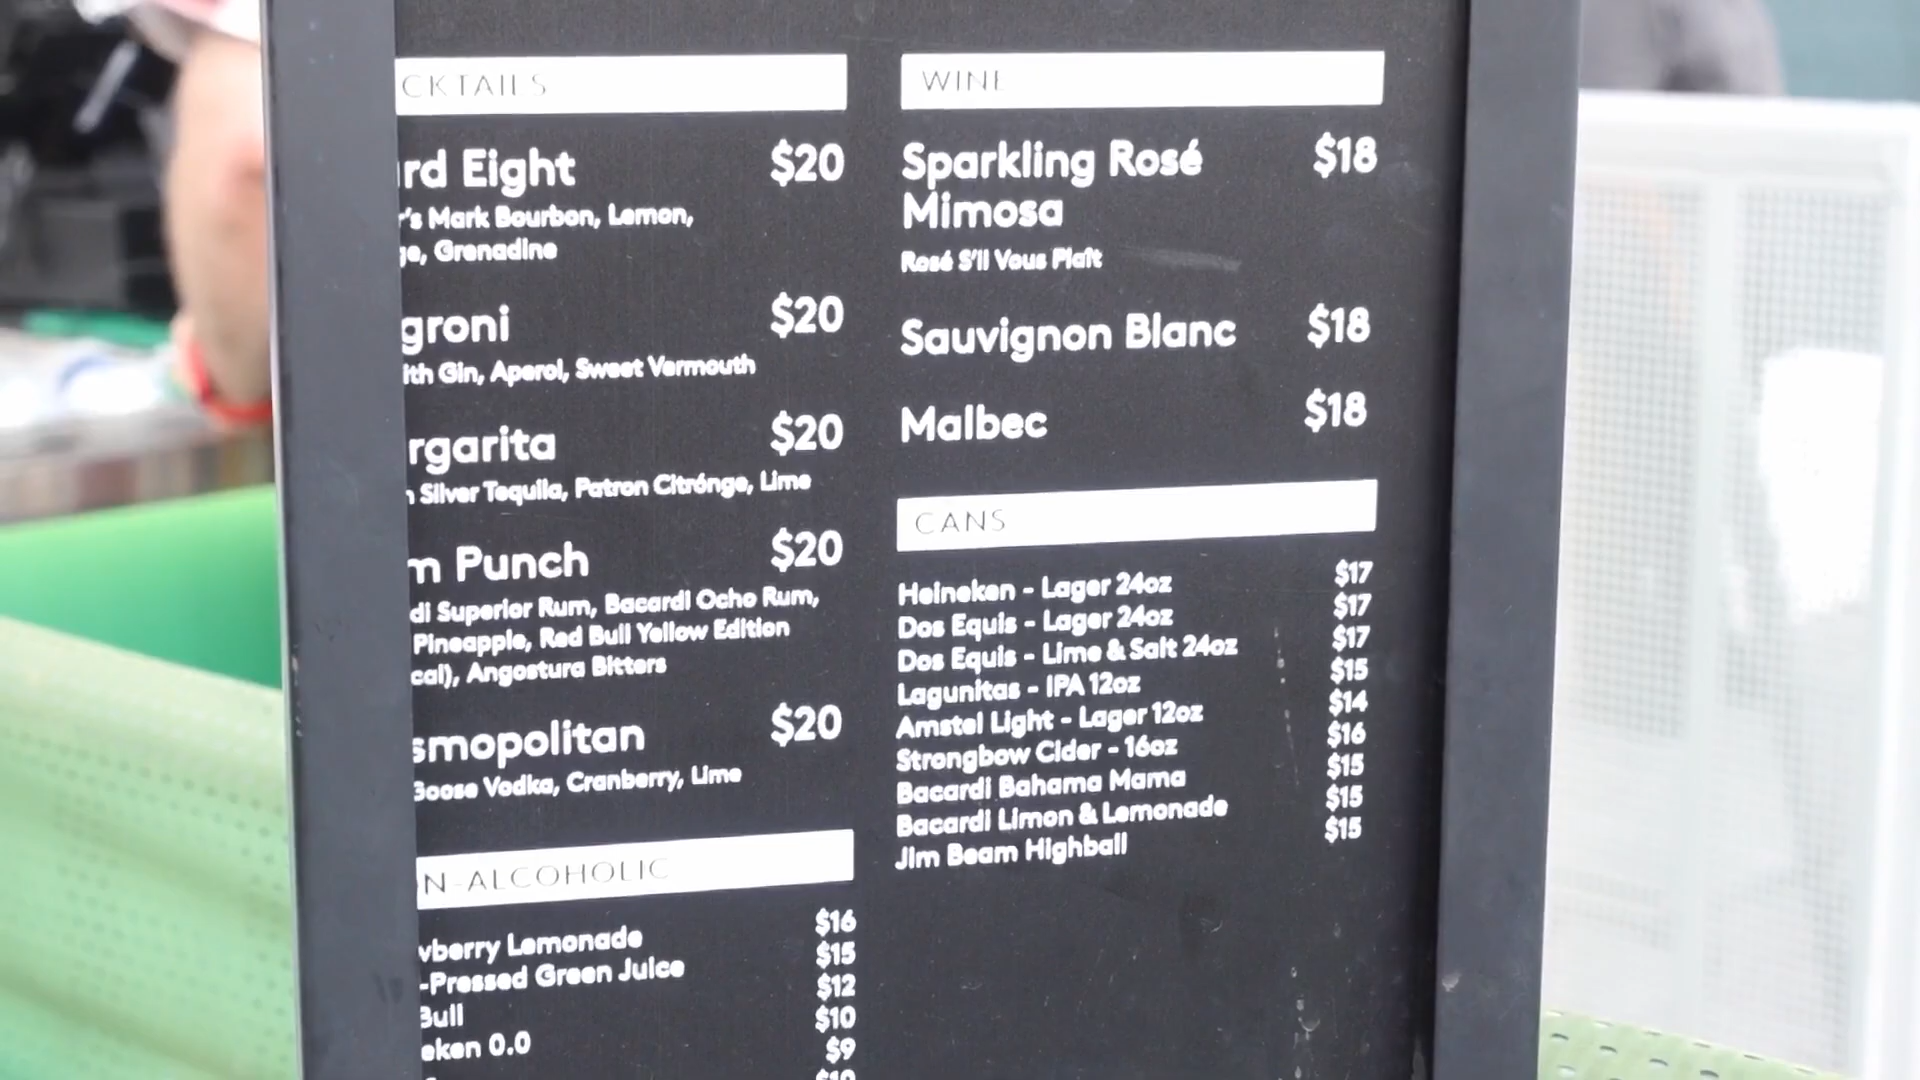 CKTAILS
rd Eight $20
r's Mark Bourbon, Lemon,
ge, Grenadine
groni $20
ith Gin, Aperol, Sweet Vermouth
rgarita $20
n Silver Tequila, Patron Citrónge, Lime
m Punch $20
di Superior Rum, Bacardi Ocho Rum,
Pineapple, Red Bull Yellow Edition
cal), Angostura Bitters
smopolitan $20
Goose Vodka, Cranberry, Lime
N-ALCOHOLIC
wberry Lemonade $16
-Pressed Green Juice $15
Bull $12
eken 0.0 $10
$9
$10
WINE
Sparkling Rosé $18
Mimosa
Rosé S'il Vous Plaît
Sauvignon Blanc $18
Malbec $18
CANS
Heineken - Lager 24oz $17
Dos Equis - Lager 24oz $17
Dos Equis - Lime & Salt 24oz $17
Lagunitas - IPA 12oz $15
Amstel Light - Lager 12oz $14
Strongbow Cider - 16oz $16
Bacardi Bahama Mama $15
Bacardi Limon & Lemonade $15
Jim Beam Highball $15